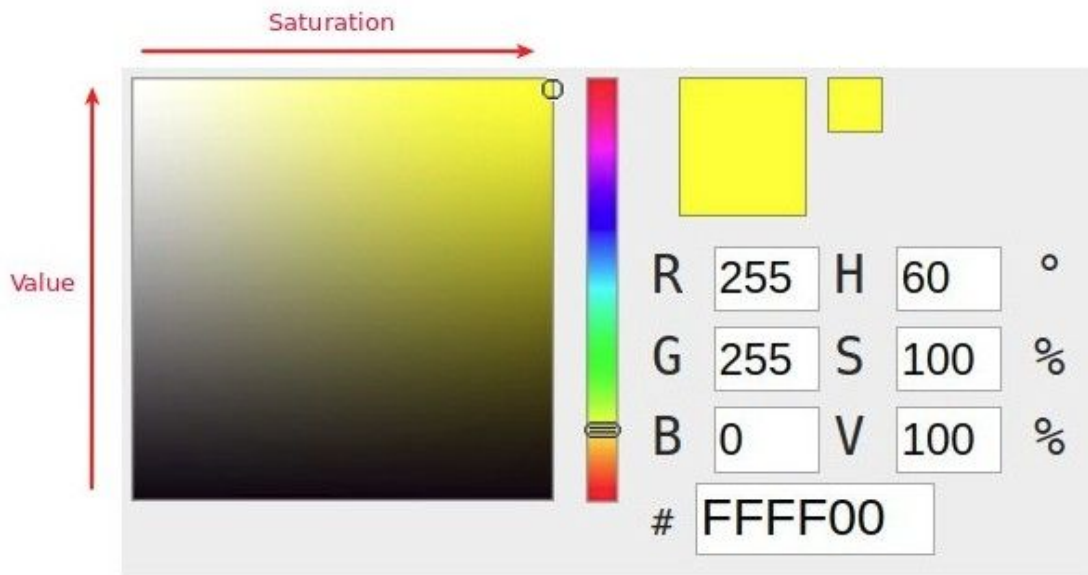 Saturation
Value
R 255 H 60 °
G 255 S 100 %
B 0 V 100 %
# FFFF00